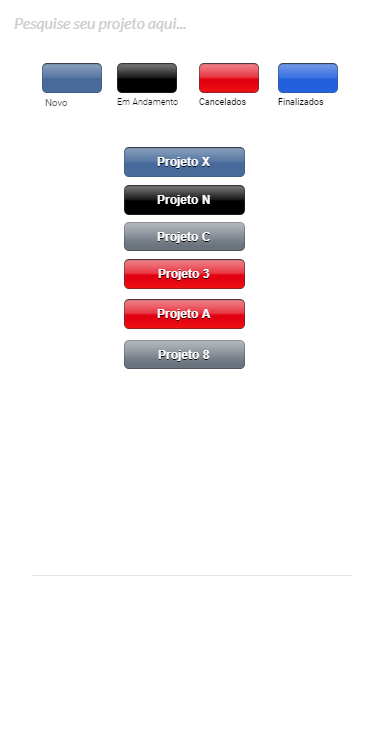 Pesquise seu projeto aqui...
Novo Em Andamento Cancelados Finalizados
Projeto X
Projeto N
Projeto C
Projeto 3
Projeto A
Projeto 8